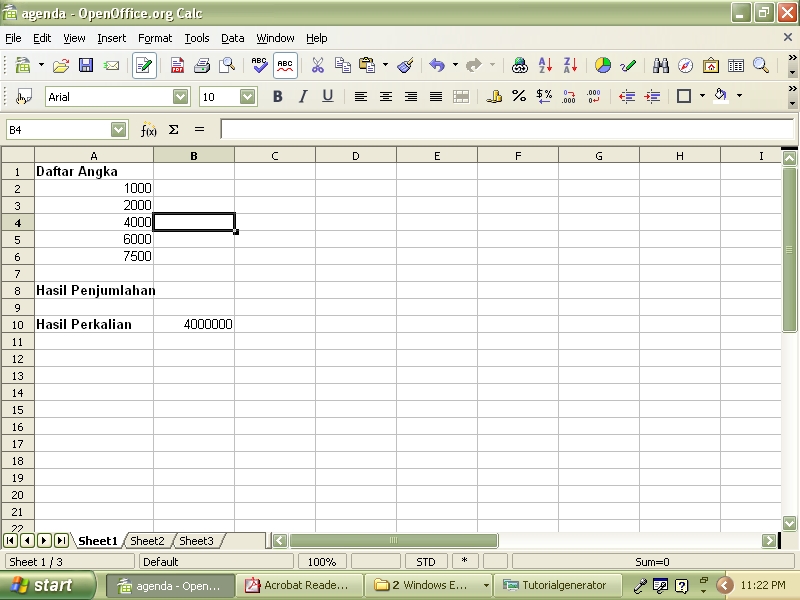 agenda - OpenOffice.org Calc
File Edit View Insert Format Tools Data Window Help
Arial 10 B I U
B4 f(x) Σ =
A B C D E F G H I
1 Daftar Angka
2 1000
3 2000
4 4000
5 6000
6 7500
7
8 Hasil Penjumlahan
9
10 Hasil Perkalian 4000000
11
12
13
14
15
16
17
18
19
20
21
22
Sheet1 Sheet2 Sheet3
Sheet 1 / 3 Default 100% STD * Sum=0
start agenda - Open... Acrobat Reade... 2 Windows E... Tutorialgenerator 11:22 PM